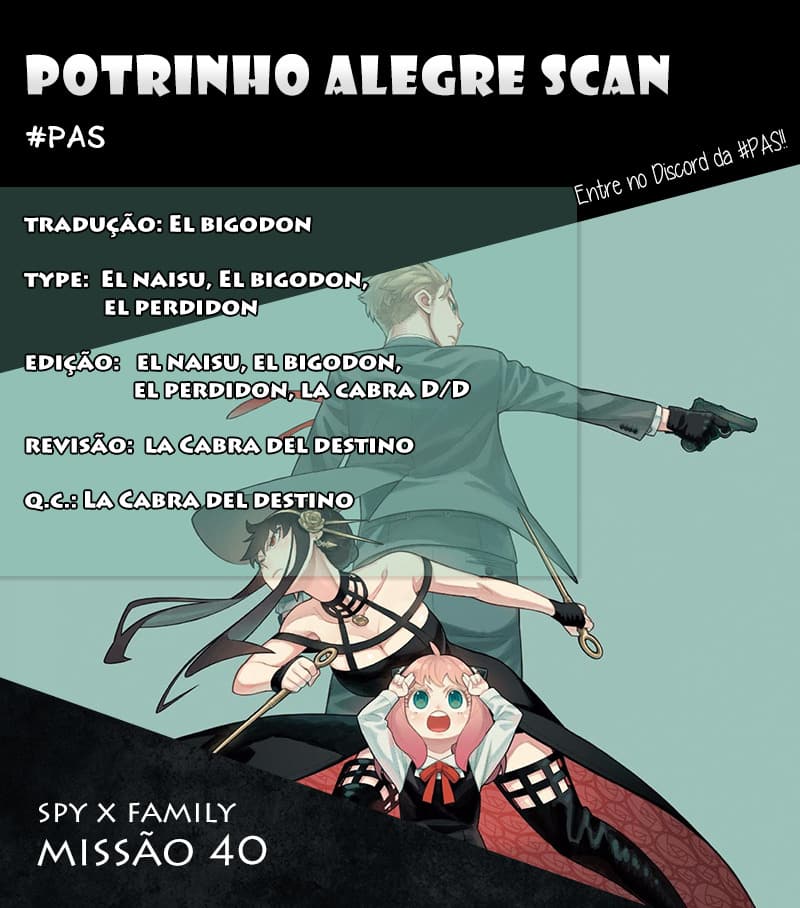 POTRINHO ALEGRE SCAN
#PAS
Entre no Discord da #PAS!!
TRADUÇÃO: EL BIGODON
TYPE: EL NAISU, EL BIGODON,
EL PERDIDON
EDIÇÃO: EL NAISU, EL BIGODON,
EL PERDIDON, LA CABRA D/D
REVISÃO: LA CABRA DEL DESTINO
Q.C.: LA CABRA DEL DESTINO
SPY X FAMILY
MISSÃO 40